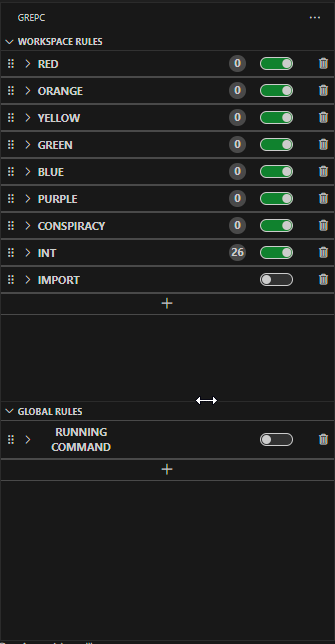 GREPC
WORKSPACE RULES
RED 0
ORANGE 0
YELLOW 0
GREEN 0
BLUE 0
PURPLE 0
CONSPIRACY 0
INT 26
IMPORT
GLOBAL RULES
RUNNING
COMMAND